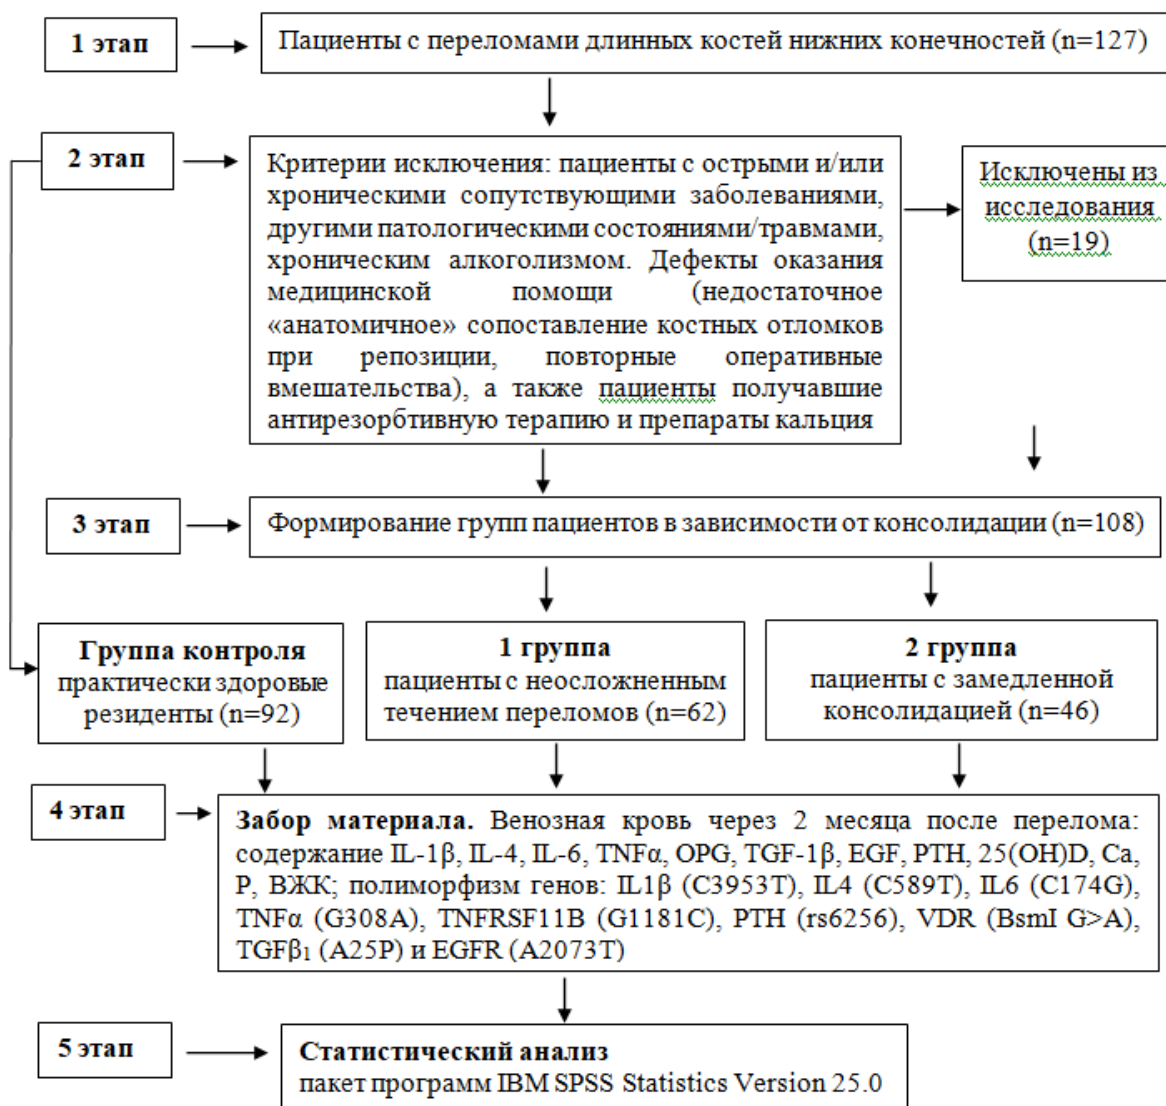 1 этап
Пациенты с переломами длинных костей нижних конечностей (n=127)
2 этап
Критерии исключения: пациенты с острыми и/или
хроническими сопутствующими заболеваниями,
другими патологическими состояниями/травмами,
хроническим алкоголизмом. Дефекты оказания
медицинской помощи (недостаточное
«анатомичное» сопоставление костных отломков
при репозиции, повторные оперативные
вмешательства), а также пациенты получавшие
антирезорбтивную терапию и препараты кальция
Исключены из
исследования
(n=19)
3 этап
Формирование групп пациентов в зависимости от консолидации (n=108)
Группа контроля
практически здоровые
резиденты (n=92)
1 группа
пациенты с неосложненным
течением переломов (n=62)
2 группа
пациенты с замедленной
консолидацией (n=46)
4 этап
Забор материала. Венозная кровь через 2 месяца после перелома:
содержание IL-1β, IL-4, IL-6, TNFα, OPG, TGF-1β, EGF, PTH, 25(OH)D, Ca,
P, ВЖК; полиморфизм генов: IL1β (C3953T), IL4 (C589T), IL6 (C174G),
TNFα (G308A), TNFRSF11B (G1181C), PTH (rs6256), VDR (BsmI G>A),
TGFβ₁ (A25P) и EGFR (A2073T)
5 этап
Статистический анализ
пакет программ IBM SPSS Statistics Version 25.0